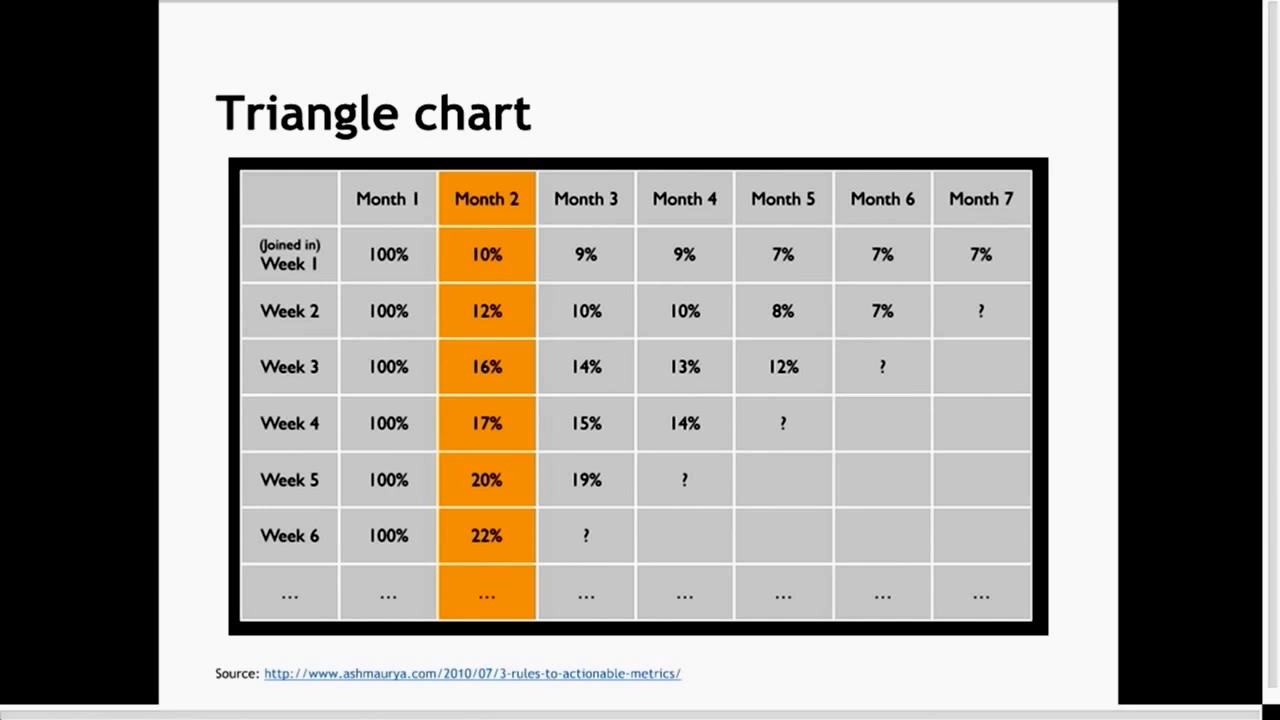 Triangle chart
Month 1 Month 2 Month 3 Month 4 Month 5 Month 6 Month 7
(Joined in)
Week 1 100% 10% 9% 9% 7% 7% 7%
Week 2 100% 12% 10% 10% 8% 7% ?
Week 3 100% 16% 14% 13% 12% ?
Week 4 100% 17% 15% 14% ?
Week 5 100% 20% 19% ?
Week 6 100% 22% ?
... ... ... ... ... ... ... ...
Source: http://www.ashmaurya.com/2010/07/3-rules-to-actionable-metrics/